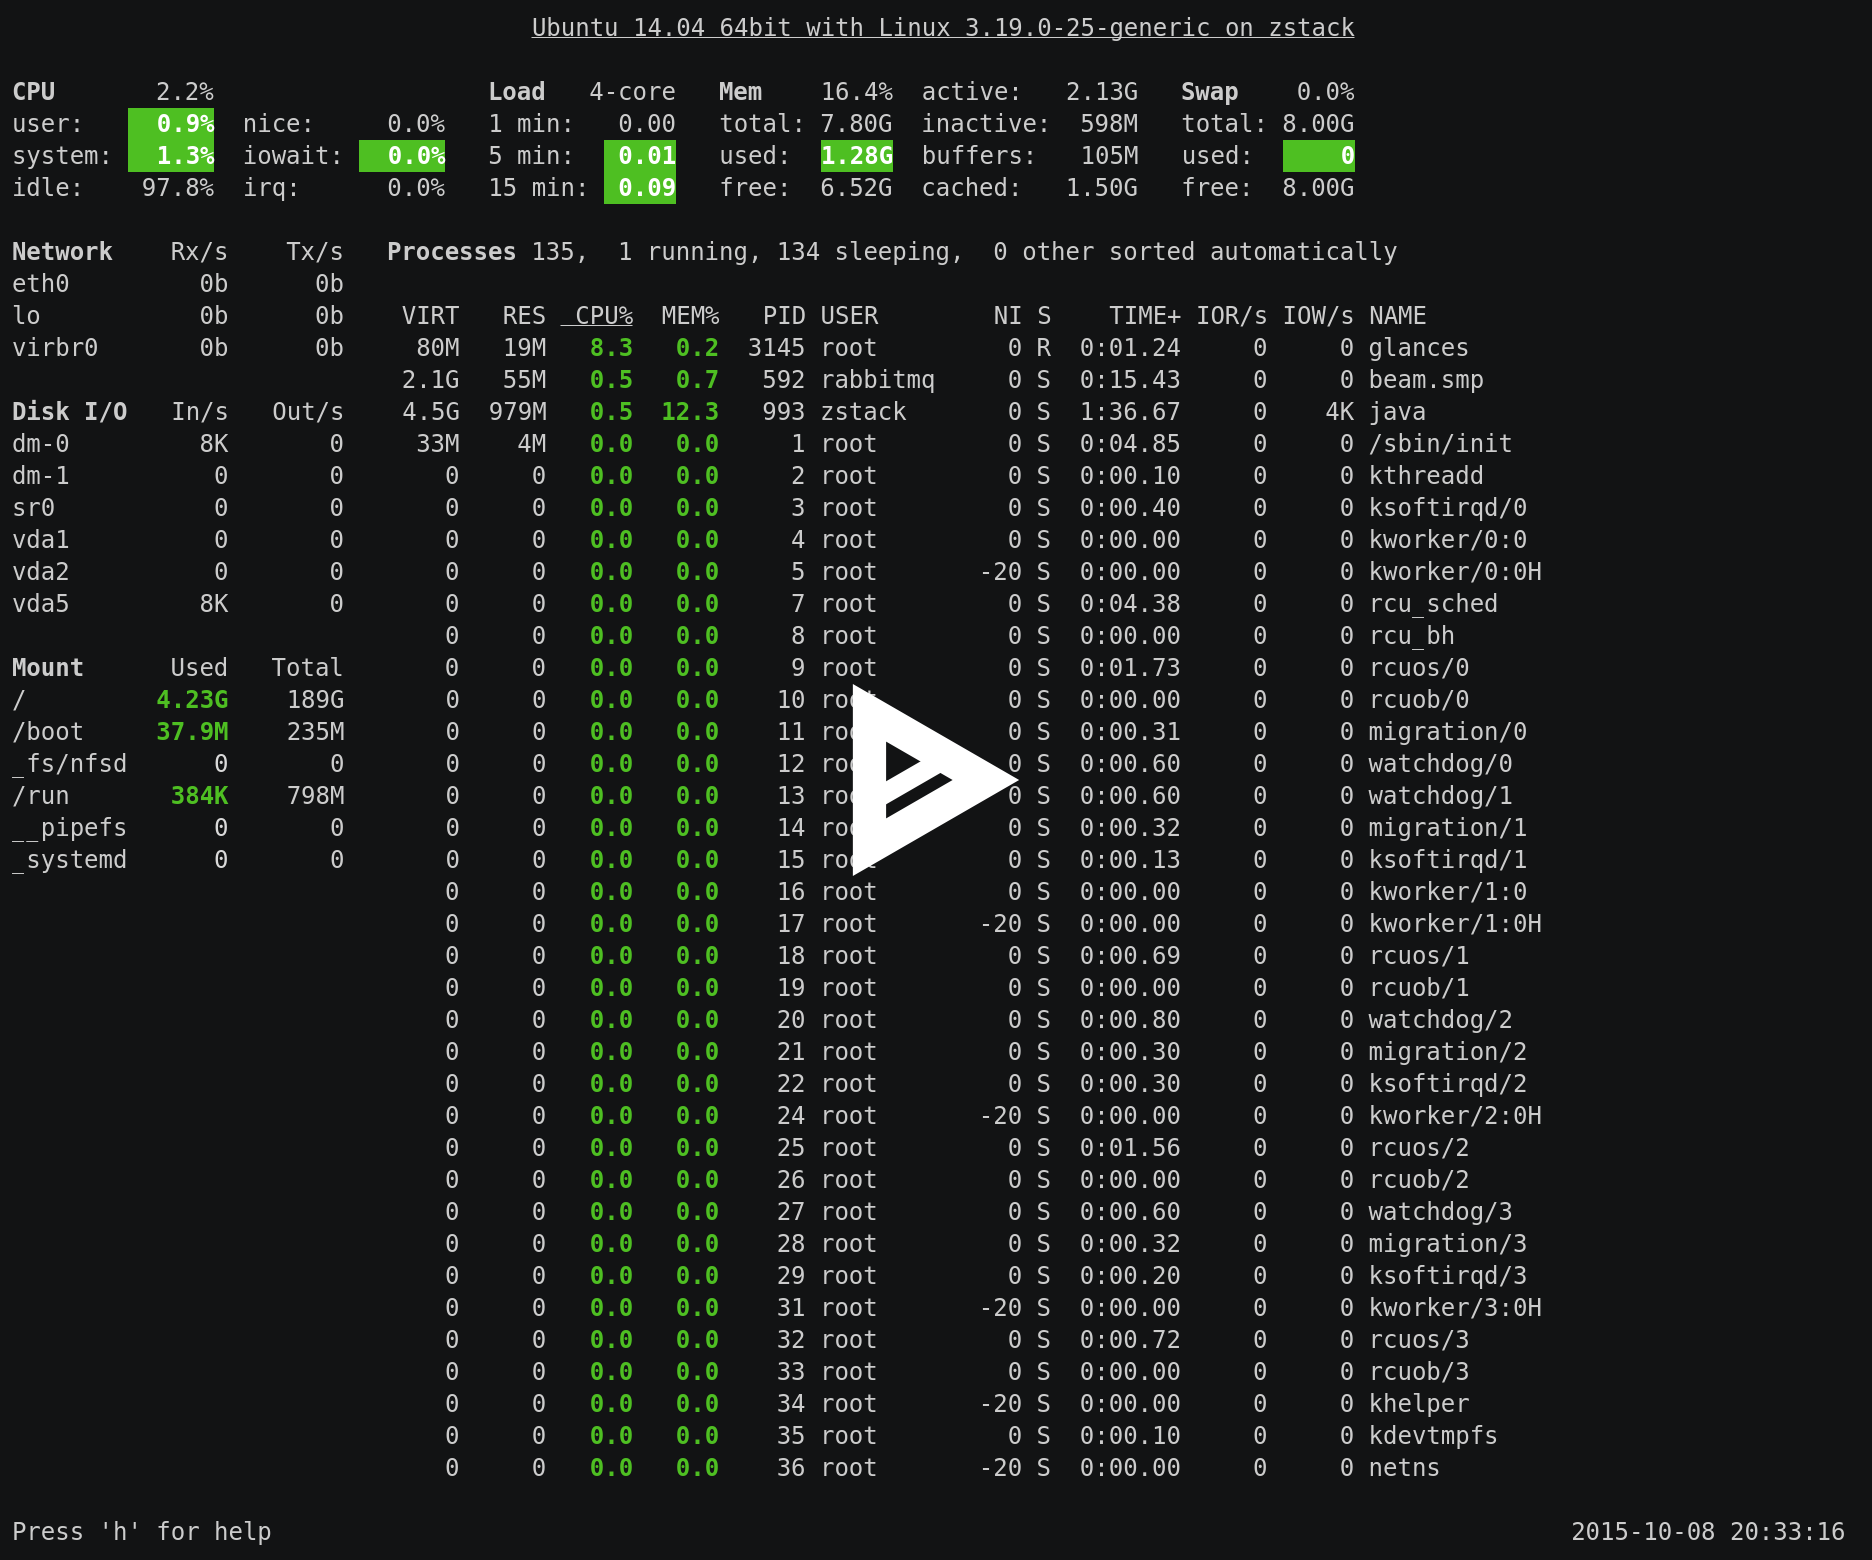 Ubuntu 14.04 64bit with Linux 3.19.0-25-generic on zstack
CPU 2.2% Load 4-core Mem 16.4% active: 2.13G Swap 0.0%
user: 0.9% nice: 0.0% 1 min: 0.00 total: 7.80G inactive: 598M total: 8.00G
system: 1.3% iowait: 0.0% 5 min: 0.01 used: 1.28G buffers: 105M used: 0
idle: 97.8% irq: 0.0% 15 min: 0.09 free: 6.52G cached: 1.50G free: 8.00G
Network Rx/s Tx/s Processes 135, 1 running, 134 sleeping, 0 other sorted automatically
eth0 0b 0b
lo 0b 0b VIRT RES CPU% MEM% PID USER NI S TIME+ IOR/s IOW/s NAME
virbr0 0b 0b 80M 19M 8.3 0.2 3145 root 0 R 0:01.24 0 0 glances
2.1G 55M 0.5 0.7 592 rabbitmq 0 S 0:15.43 0 0 beam.smp
Disk I/O In/s Out/s 4.5G 979M 0.5 12.3 993 zstack 0 S 1:36.67 0 4K java
dm-0 8K 0 33M 4M 0.0 0.0 1 root 0 S 0:04.85 0 0 /sbin/init
dm-1 0 0 0 0 0.0 0.0 2 root 0 S 0:00.10 0 0 kthreadd
sr0 0 0 0 0 0.0 0.0 3 root 0 S 0:00.40 0 0 ksoftirqd/0
vda1 0 0 0 0 0.0 0.0 4 root 0 S 0:00.00 0 0 kworker/0:0
vda2 0 0 0 0 0.0 0.0 5 root -20 S 0:00.00 0 0 kworker/0:0H
vda5 8K 0 0 0 0.0 0.0 7 root 0 S 0:04.38 0 0 rcu_sched
0 0 0.0 0.0 8 root 0 S 0:00.00 0 0 rcu_bh
Mount Used Total 0 0 0.0 0.0 9 root 0 S 0:01.73 0 0 rcuos/0
/ 4.23G 189G 0 0 0.0 0.0 10 root 0 S 0:00.00 0 0 rcuob/0
/boot 37.9M 235M 0 0 0.0 0.0 11 0 S 0:00.31 0 0 migration/0
_fs/nfsd 0 0 0 0 0.0 0.0 12 0 S 0:00.60 0 0 watchdog/0
/run 384K 798M 0 0 0.0 0.0 13 0 S 0:00.60 0 0 watchdog/1
__pipefs 0 0 0 0 0.0 0.0 14 0 S 0:00.32 0 0 migration/1
_systemd 0 0 0 0 0.0 0.0 15 root 0 S 0:00.13 0 0 ksoftirqd/1
0 0 0.0 0.0 16 root 0 S 0:00.00 0 0 kworker/1:0
0 0 0.0 0.0 17 root -20 S 0:00.00 0 0 kworker/1:0H
0 0 0.0 0.0 18 root 0 S 0:00.69 0 0 rcuos/1
0 0 0.0 0.0 19 root 0 S 0:00.00 0 0 rcuob/1
0 0 0.0 0.0 20 root 0 S 0:00.80 0 0 watchdog/2
0 0 0.0 0.0 21 root 0 S 0:00.30 0 0 migration/2
0 0 0.0 0.0 22 root 0 S 0:00.30 0 0 ksoftirqd/2
0 0 0.0 0.0 24 root -20 S 0:00.00 0 0 kworker/2:0H
0 0 0.0 0.0 25 root 0 S 0:01.56 0 0 rcuos/2
0 0 0.0 0.0 26 root 0 S 0:00.00 0 0 rcuob/2
0 0 0.0 0.0 27 root 0 S 0:00.60 0 0 watchdog/3
0 0 0.0 0.0 28 root 0 S 0:00.32 0 0 migration/3
0 0 0.0 0.0 29 root 0 S 0:00.20 0 0 ksoftirqd/3
0 0 0.0 0.0 31 root -20 S 0:00.00 0 0 kworker/3:0H
0 0 0.0 0.0 32 root 0 S 0:00.72 0 0 rcuos/3
0 0 0.0 0.0 33 root 0 S 0:00.00 0 0 rcuob/3
0 0 0.0 0.0 34 root -20 S 0:00.00 0 0 khelper
0 0 0.0 0.0 35 root 0 S 0:00.10 0 0 kdevtmpfs
0 0 0.0 0.0 36 root -20 S 0:00.00 0 0 netns
Press 'h' for help 2015-10-08 20:33:16